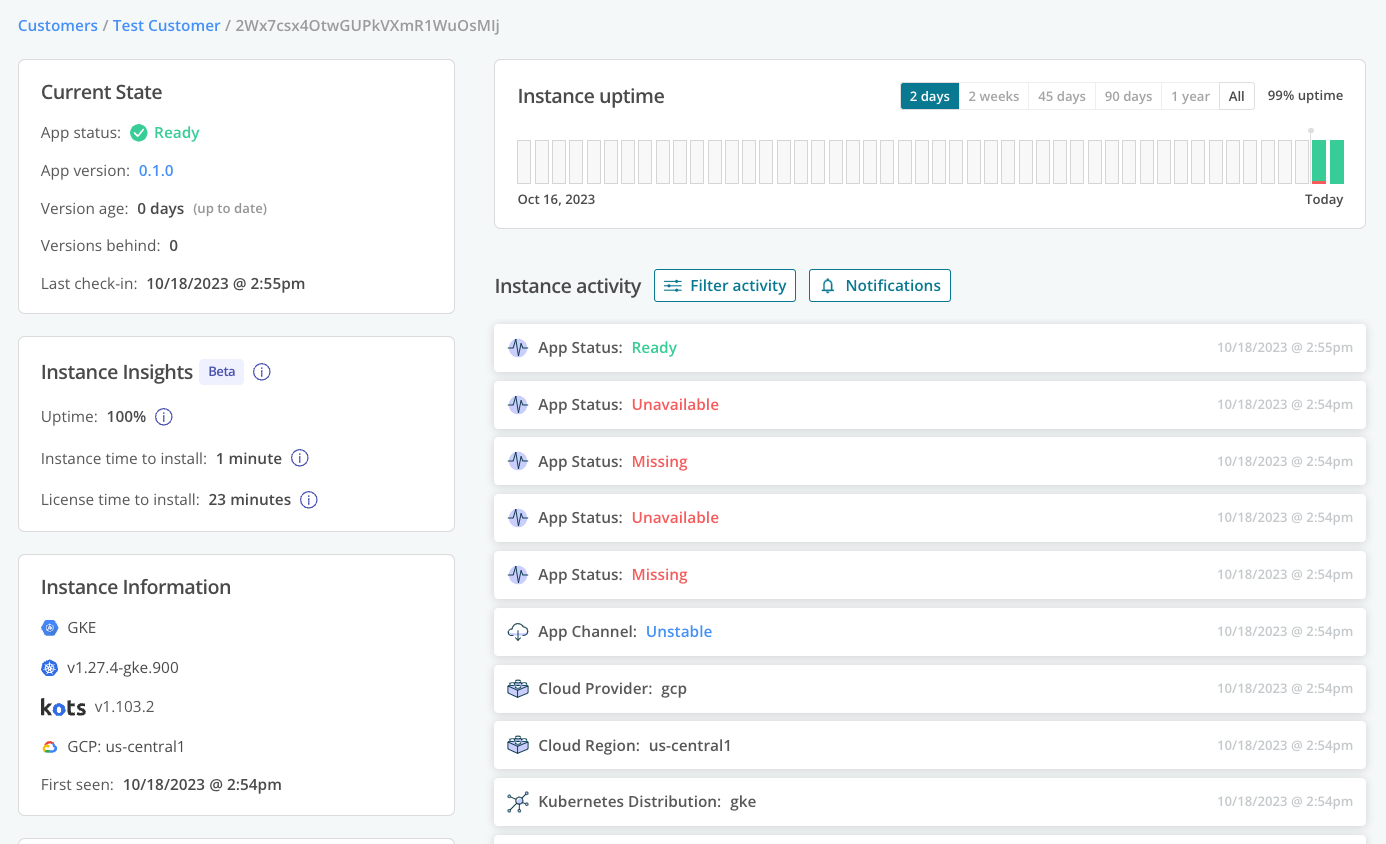 Customers / Test Customer / 2Wx7csx4OtwGUPkVXmR1WuOsMIj
Current State
App status: Ready
App version: 0.1.0
Version age: 0 days (up to date)
Versions behind: 0
Last check-in: 10/18/2023 @ 2:55pm
Instance Insights Beta
Uptime: 100%
Instance time to install: 1 minute
License time to install: 23 minutes
Instance Information
GKE
v1.27.4-gke.900
kots v1.103.2
GCP: us-central1
First seen: 10/18/2023 @ 2:54pm
Instance uptime 2 days 2 weeks 45 days 90 days 1 year All 99% uptime
Oct 16, 2023 Today
Instance activity Filter activity Notifications
App Status: Ready 10/18/2023 @ 2:55pm
App Status: Unavailable 10/18/2023 @ 2:54pm
App Status: Missing 10/18/2023 @ 2:54pm
App Status: Unavailable 10/18/2023 @ 2:54pm
App Status: Missing 10/18/2023 @ 2:54pm
App Channel: Unstable 10/18/2023 @ 2:54pm
Cloud Provider: gcp 10/18/2023 @ 2:54pm
Cloud Region: us-central1 10/18/2023 @ 2:54pm
Kubernetes Distribution: gke 10/18/2023 @ 2:54pm